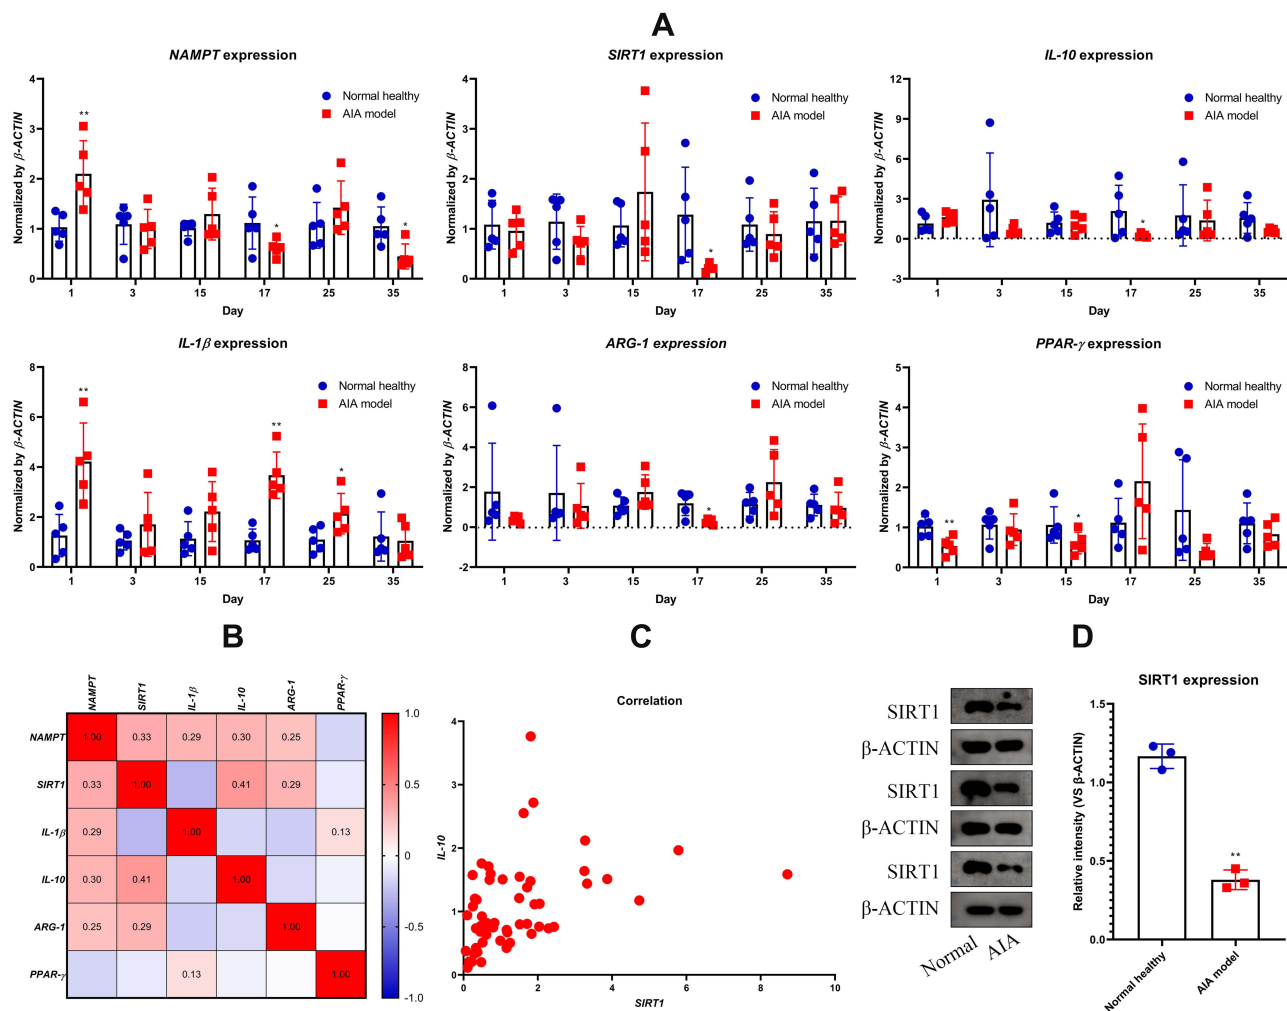 A
NAMPT expression
Normalized by β-ACTIN
4
3
2
1
0
Normal healthy
AIA model
**
*
*
1 3 15 17 25 35
Day
SIRT1 expression
Normalized by β-ACTIN
4
3
2
1
0
Normal healthy
AIA model
*
1 3 15 17 25 35
Day
IL-10 expression
Normalized by β-ACTIN
12
9
6
3
0
-3
Normal healthy
AIA model
*
1 3 15 17 25 35
Day
IL-1β expression
Normalized by β-ACTIN
8
6
4
2
0
Normal healthy
AIA model
**
**
*
1 3 15 17 25 35
Day
ARG-1 expression
Normalized by β-ACTIN
8
6
4
2
0
-2
Normal healthy
AIA model
*
1 3 15 17 25 35
Day
PPAR-γ expression
Normalized by β-ACTIN
5
4
3
2
1
0
Normal healthy
AIA model
**
*
1 3 15 17 25 35
Day
B
NAMPT SIRT1 IL-1β IL-10 ARG-1 PPAR-γ
NAMPT 1.00 0.33 0.29 0.30 0.25
SIRT1 0.33 1.00 0.41 0.29
IL-1β 0.29 1.00 0.13
IL-10 0.30 0.41 1.00
ARG-1 0.25 0.29 1.00
PPAR-γ 0.13 1.00
1.0
0.5
0
-0.5
-1.0
C
Correlation
IL-10
4
3
2
1
0
0 2 4 6 8 10
SIRT1
D
SIRT1
β-ACTIN
SIRT1
β-ACTIN
SIRT1
β-ACTIN
Normal AIA
SIRT1 expression
Relative intensity (VS β-ACTIN)
1.5
1.0
0.5
0.0
**
Normal healthy
AIA model